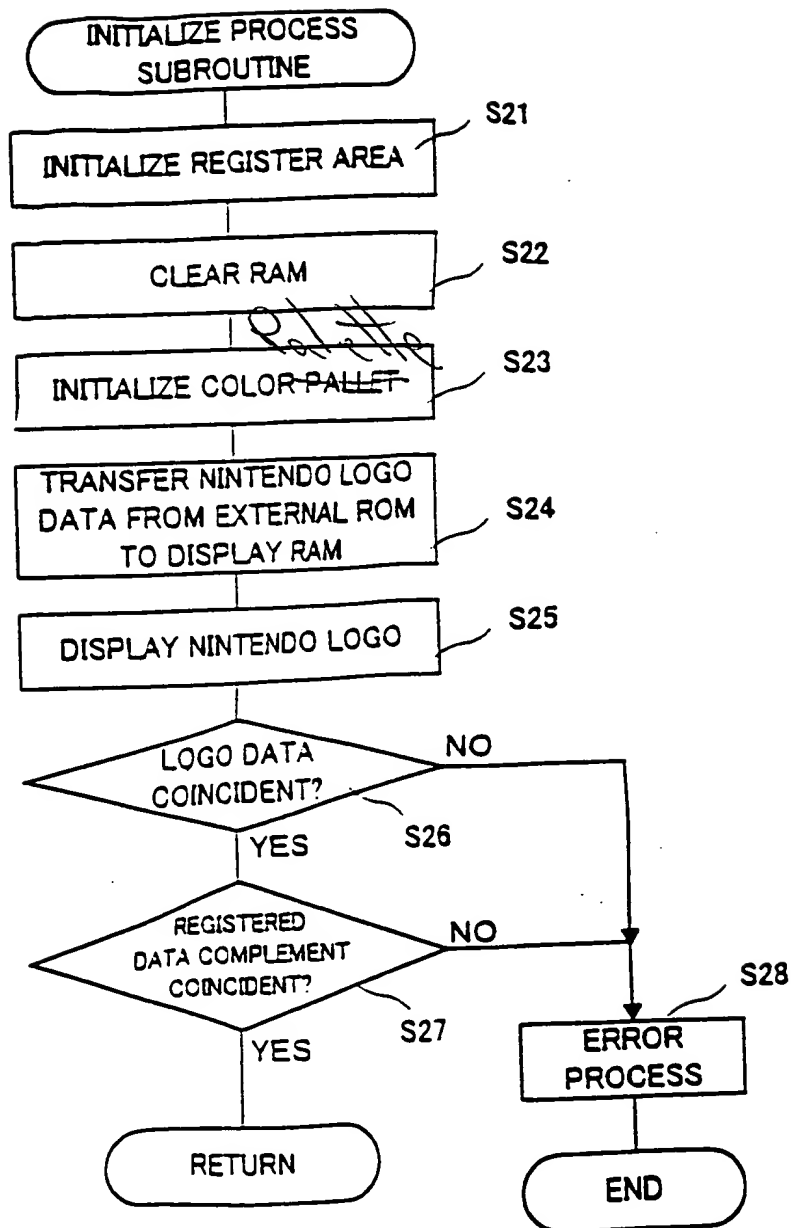 INITIALIZE PROCESS
SUBROUTINE
S21
INITIALIZE REGISTER AREA
S22
CLEAR RAM
Palette
S23
INITIALIZE COLOR PALLET
TRANSFER NINTENDO LOGO
DATA FROM EXTERNAL ROM
TO DISPLAY RAM
S24
S25
DISPLAY NINTENDO LOGO
LOGO DATA
COINCIDENT?
NO
S26
YES
REGISTERED
DATA COMPLEMENT
COINCIDENT?
NO
S27
YES
S28
ERROR
PROCESS
RETURN
END